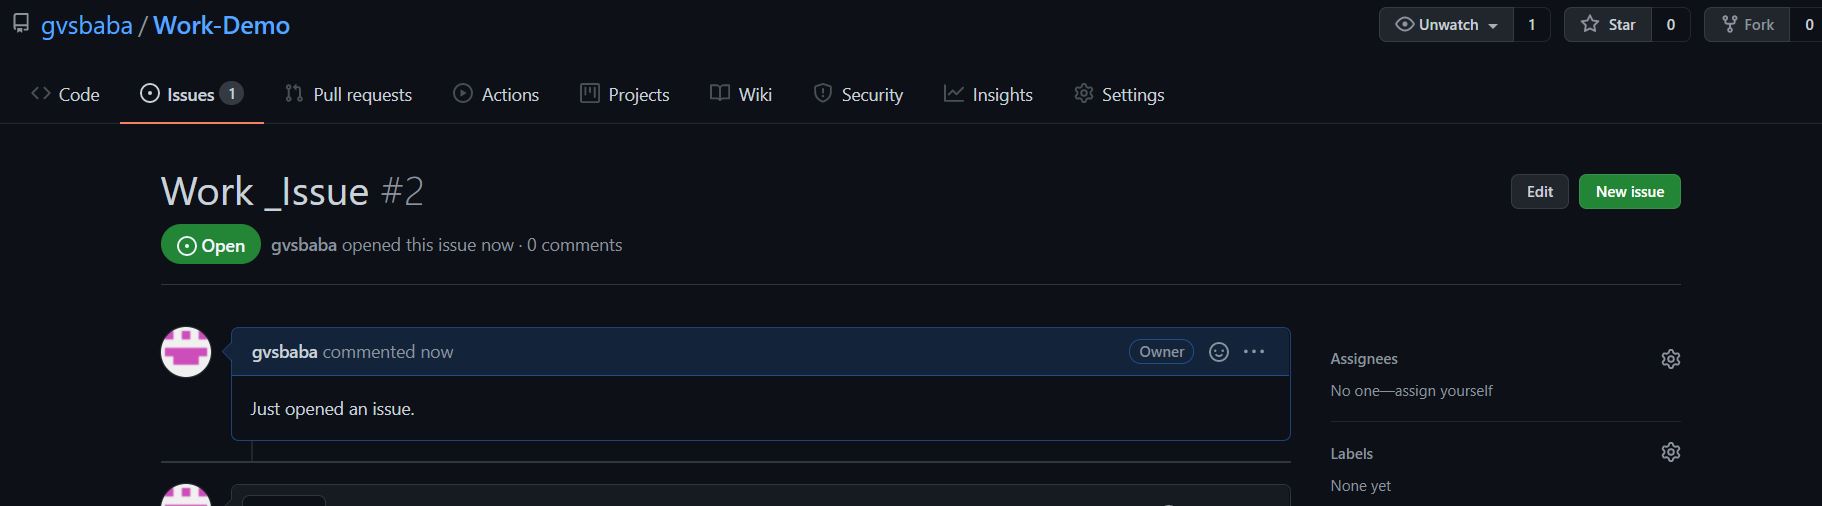 gvsbaba / Work-Demo
Unwatch 1 Star 0 Fork 0
Code Issues 1 Pull requests Actions Projects Wiki Security Insights Settings
Work _Issue #2
Edit New issue
Open gvsbaba opened this issue now · 0 comments
gvsbaba commented now Owner
Just opened an issue.
Assignees
No one—assign yourself
Labels
None yet